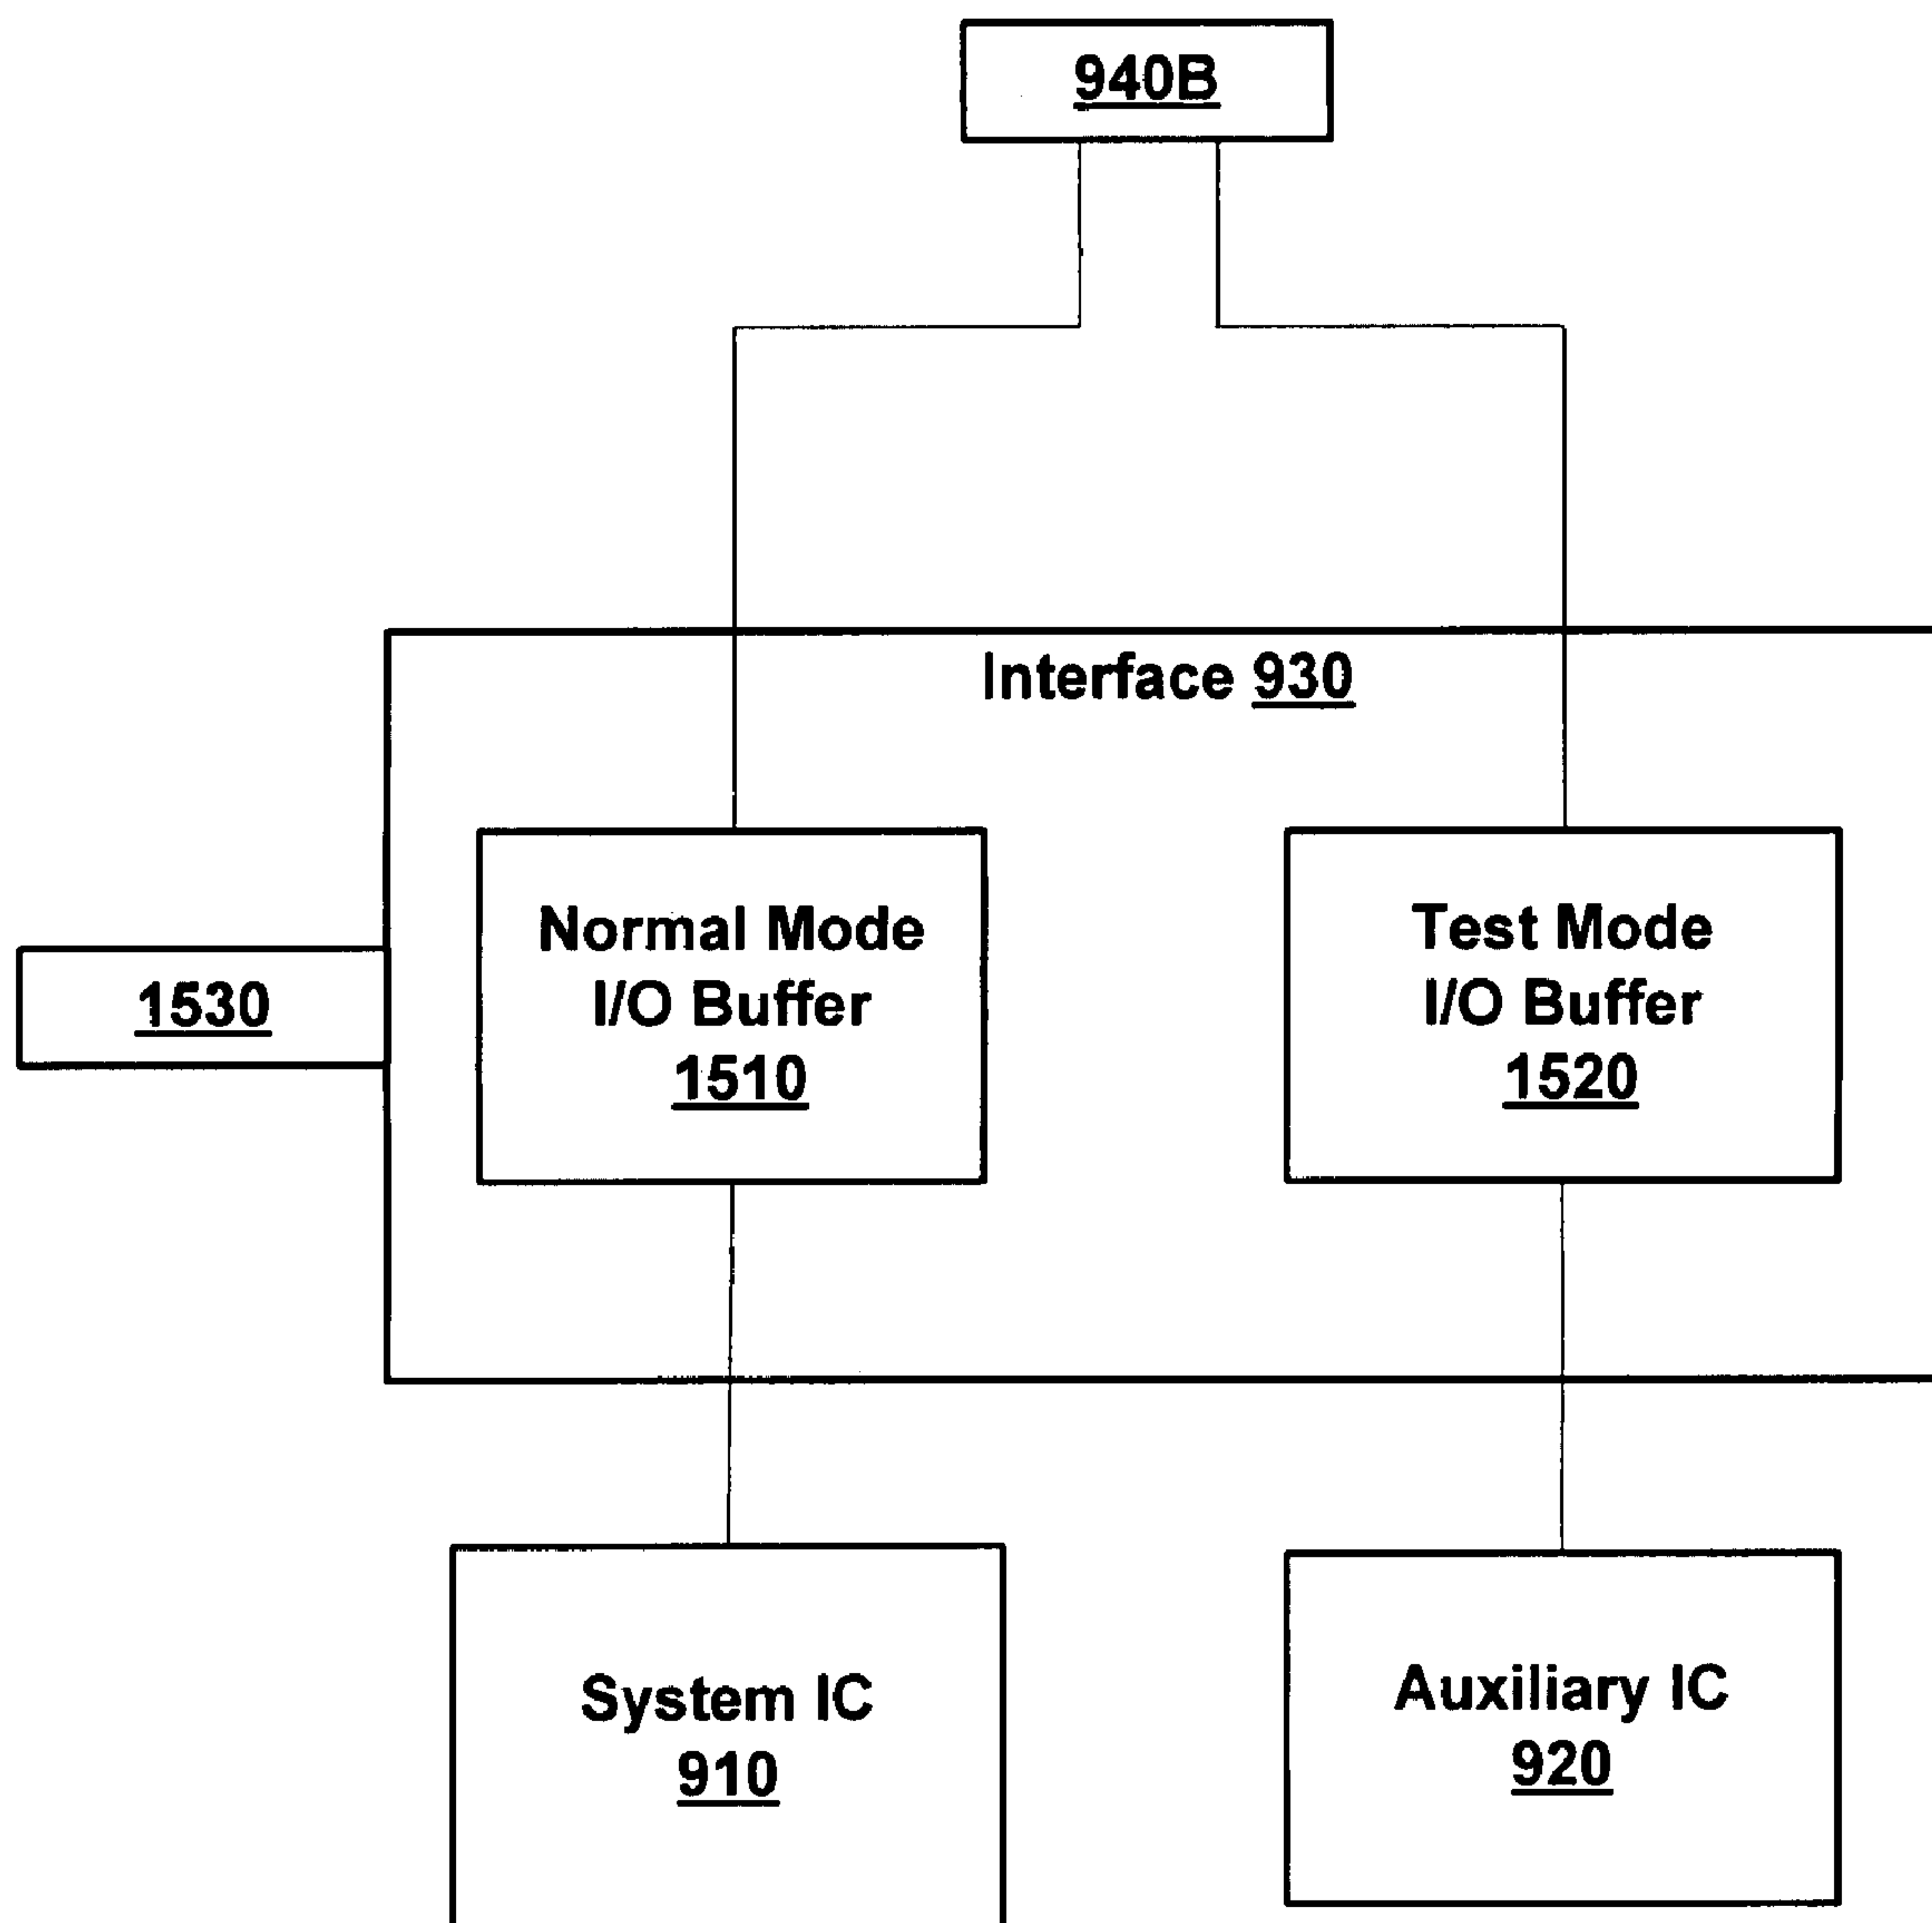 940B
Interface 930
Normal Mode
I/O Buffer
1510
Test Mode
I/O Buffer
1520
1530
System IC
910
Auxiliary IC
920